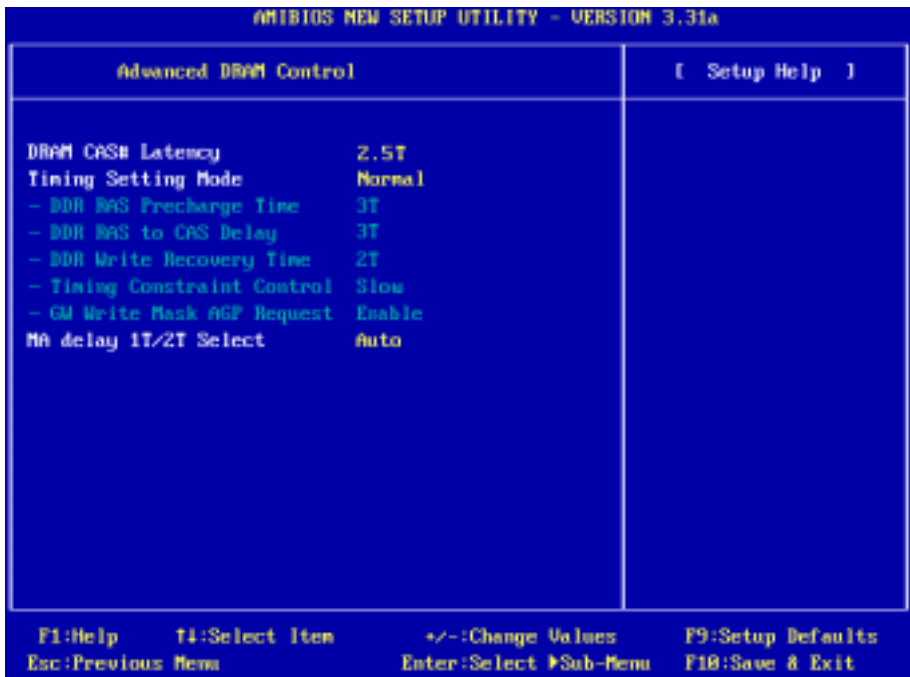 AMIBIOS NEW SETUP UTILITY - VERSION 3.31a
Advanced DRAM Control
[ Setup Help ]
DRAM CAS# Latency 2.5T
Timing Setting Mode Normal
- DDR RAS Precharge Time 3T
- DDR RAS to CAS Delay 3T
- DDR Write Recovery Time 2T
- Timing Constraint Control Slow
- GW Write Mask AGP Request Enable
MA delay 1T/2T Select Auto
F1:Help ↑↓:Select Item +/-:Change Values F9:Setup Defaults
Esc:Previous Menu Enter:Select ▶Sub-Menu F10:Save & Exit